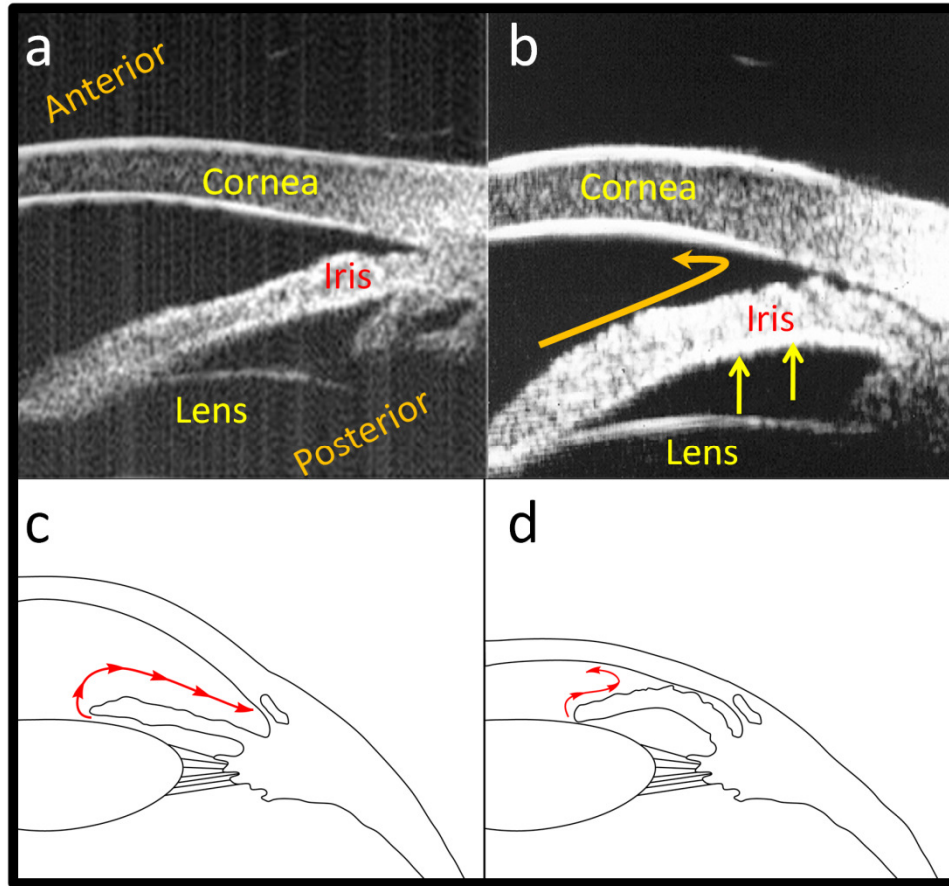 a
Anterior
Cornea
Iris
Lens
Posterior
b
Cornea
Iris
Lens
c
d